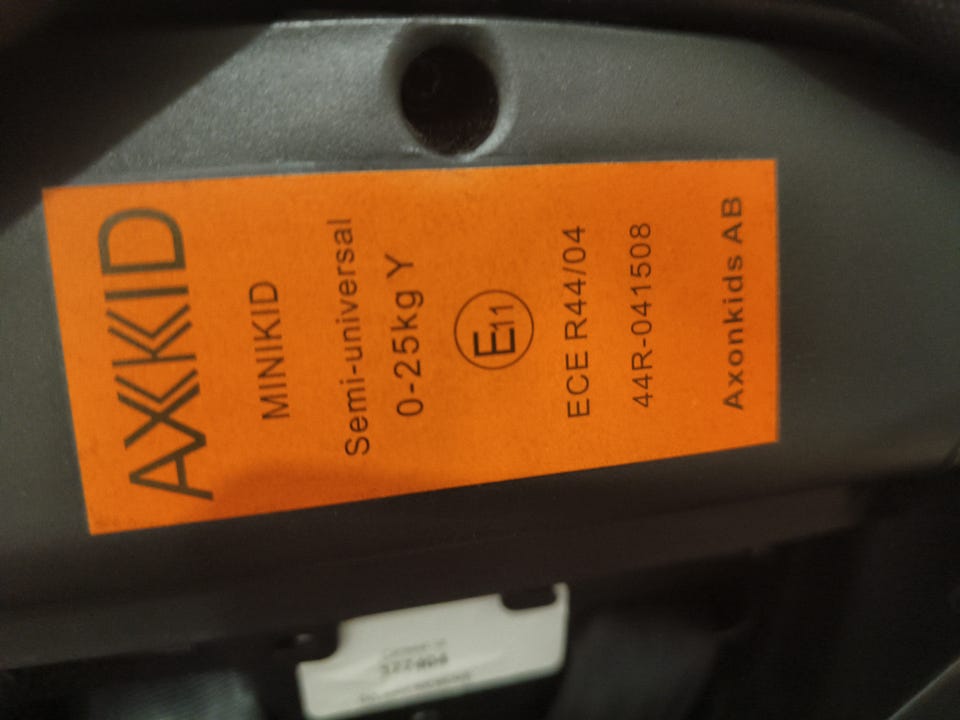 AXKID
MINIKID
Semi-universal
0-25kg Y
E11
ECE R44/04
44R-041508
Axonkids AB